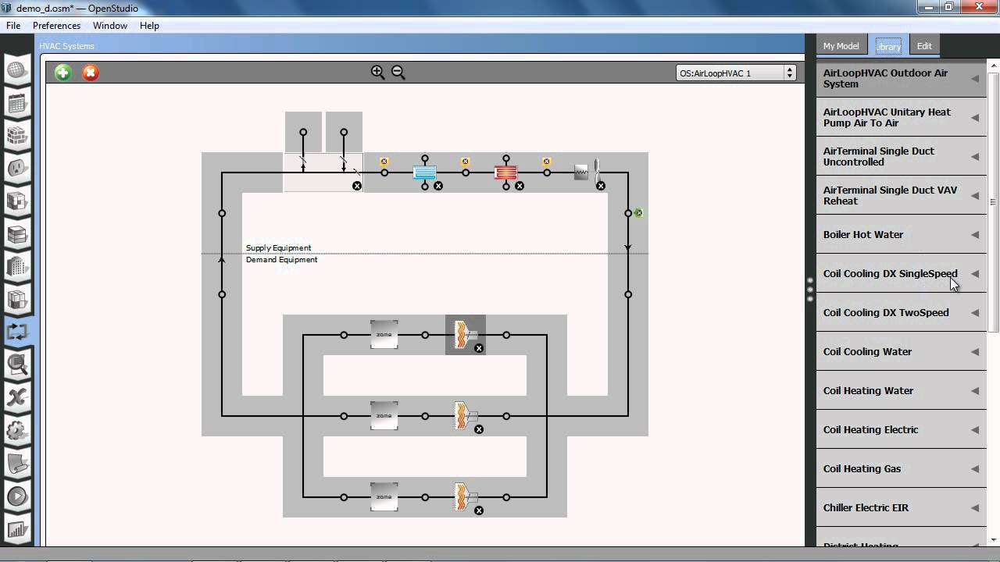 demo_d.osm* — OpenStudio
File Preferences Window Help
HVAC Systems
OS:AirLoopHVAC 1
Supply Equipment
Demand Equipment
zone
zone
zone
My Model Library Edit
AirLoopHVAC Outdoor Air
System
AirLoopHVAC Unitary Heat
Pump Air To Air
AirTerminal Single Duct
Uncontrolled
AirTerminal Single Duct VAV
Reheat
Boiler Hot Water
Coil Cooling DX SingleSpeed
Coil Cooling DX TwoSpeed
Coil Cooling Water
Coil Heating Water
Coil Heating Electric
Coil Heating Gas
Chiller Electric EIR
District Heating